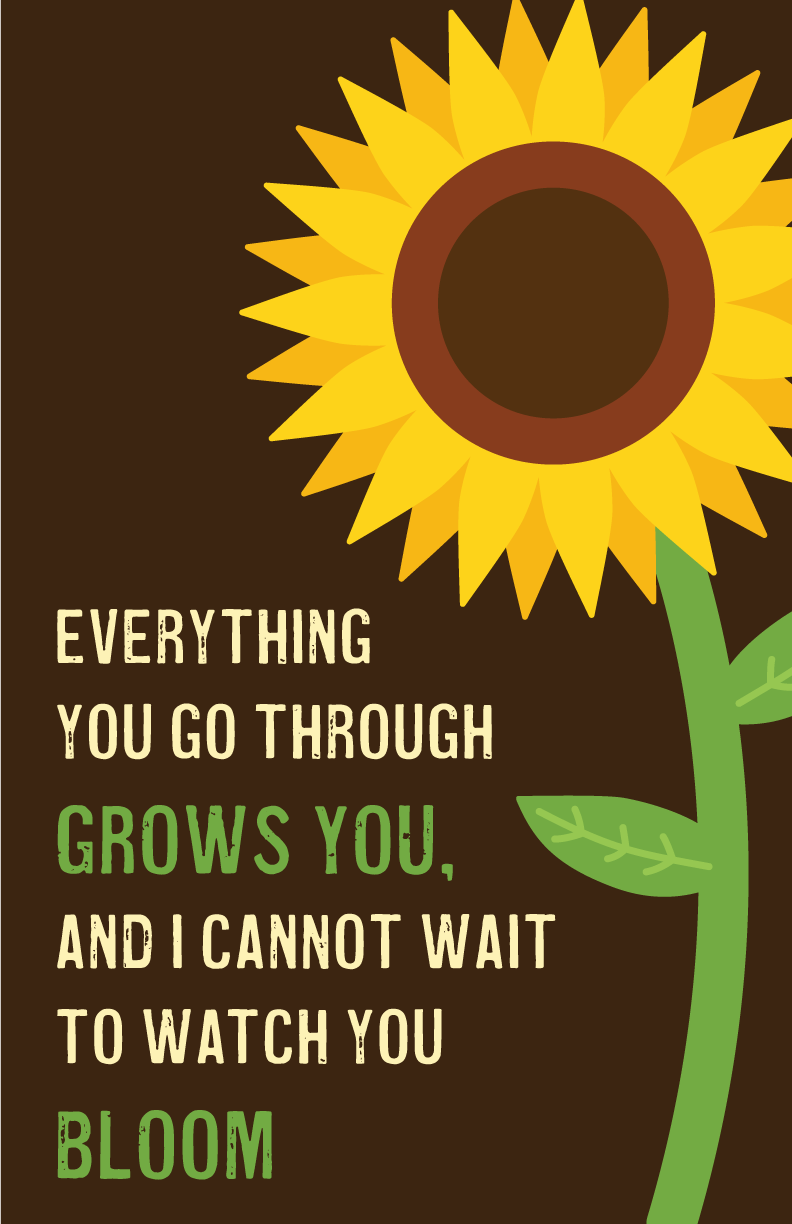 EVERYTHING
YOU GO THROUGH
GROWS YOU,
AND I CANNOT WAIT
TO WATCH YOU
BLOOM